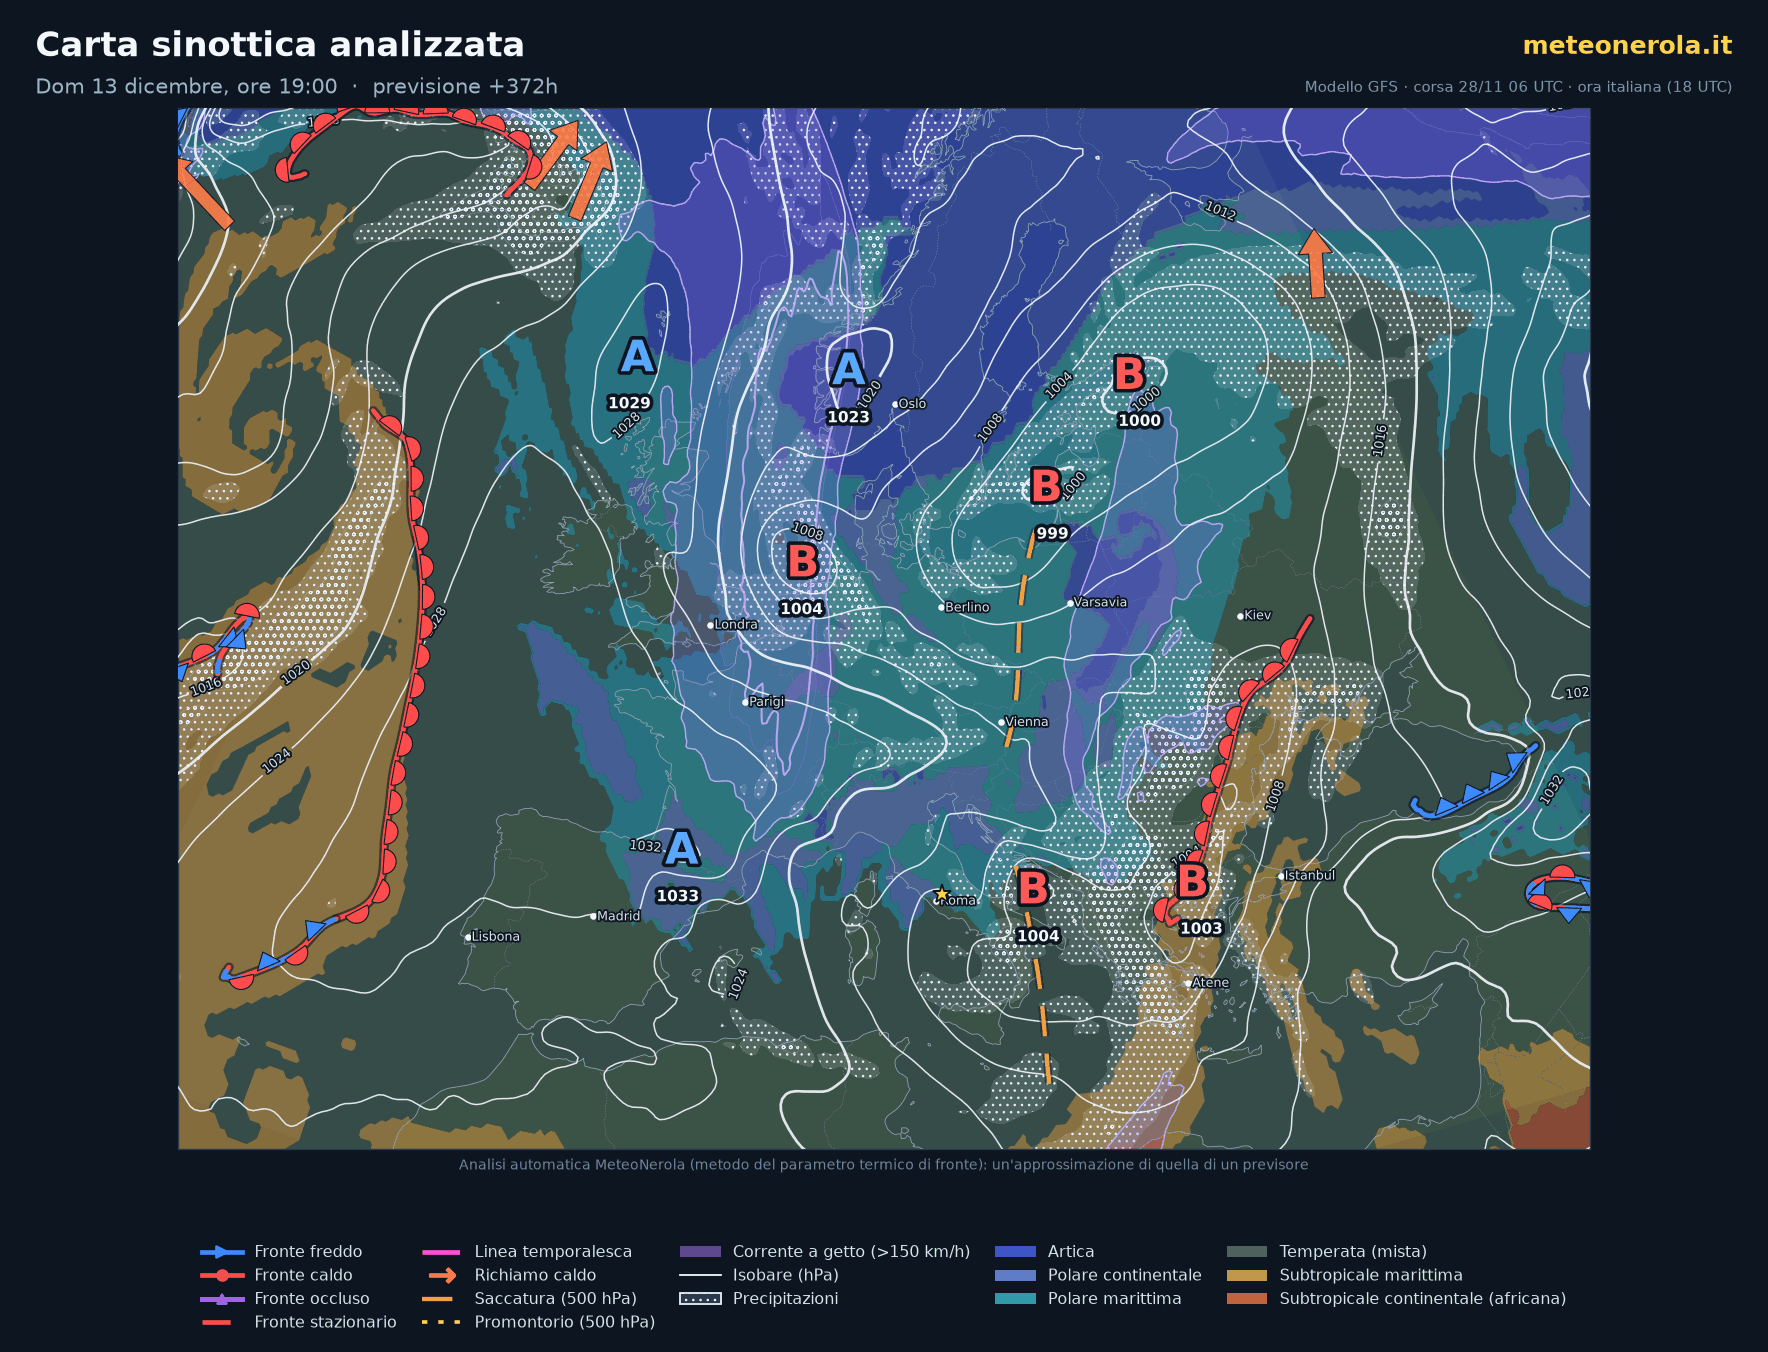 Carta sinottica analizzata
meteonerola.it
Dom 13 dicembre, ore 19:00 · previsione +372h
Modello GFS · corsa 28/11 06 UTC · ora italiana (18 UTC)
1012
A
1029
1028
A
1023
1020
Oslo
1004
B
1000
1000
1008
1016
B
1000
999
1008
B
1004
Londra
Berlino
Varsavia
Kiev
1016
1020
1024
Parigi
Vienna
1008
1032
1032
A
1033
Madrid
Lisbona
1024
Roma
B
1004
B
1003
Istanbul
Atene
Analisi automatica MeteoNerola (metodo del parametro termico di fronte): un'approssimazione di quella di un previsore
Fronte freddo
Fronte caldo
Fronte occluso
Fronte stazionario
Linea temporalesca
Richiamo caldo
Saccatura (500 hPa)
Promontorio (500 hPa)
Corrente a getto (>150 km/h)
Isobare (hPa)
Precipitazioni
Artica
Polare continentale
Polare marittima
Temperata (mista)
Subtropicale marittima
Subtropicale continentale (africana)